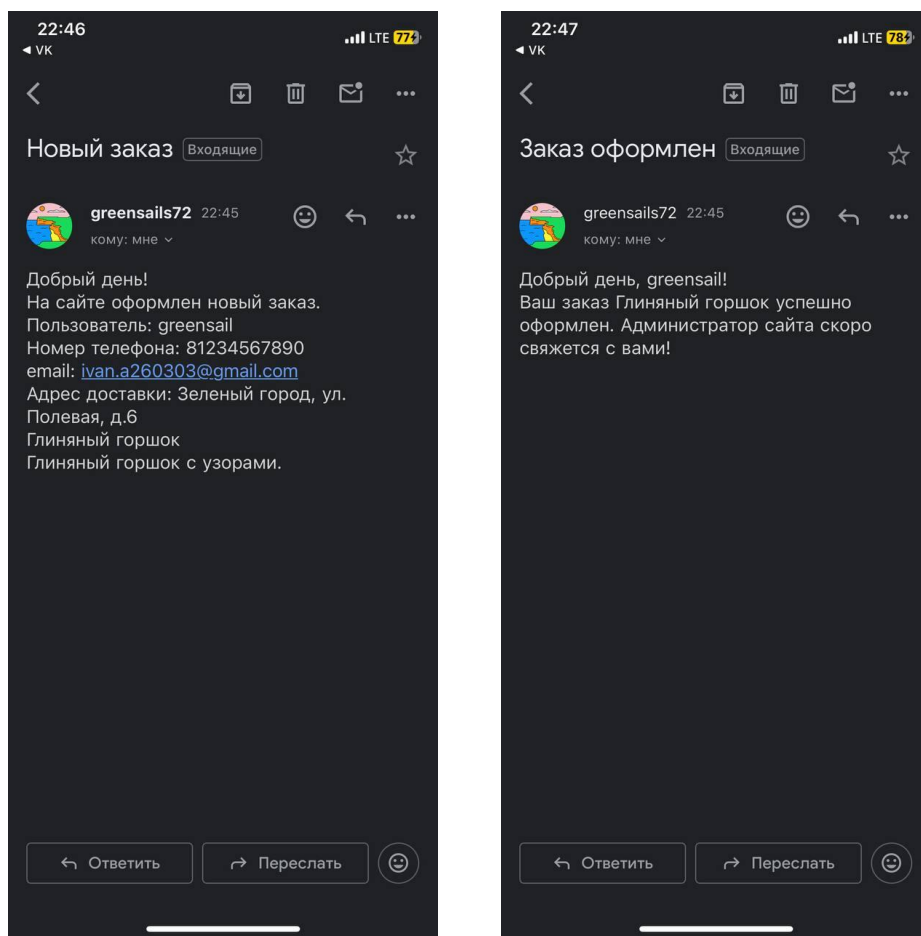 22:46
LTE 77
◀ VK
Новый заказ Входящие
greensails72 22:45
кому: мне
Добрый день!
На сайте оформлен новый заказ.
Пользователь: greensail
Номер телефона: 81234567890
email: ivan.a260303@gmail.com
Адрес доставки: Зеленый город, ул.
Полевая, д.6
Глиняный горшок
Глиняный горшок с узорами.
Ответить
Переслать
22:47
LTE 78
◀ VK
Заказ оформлен Входящие
greensails72 22:45
кому: мне
Добрый день, greensail!
Ваш заказ Глиняный горшок успешно
оформлен. Администратор сайта скоро
свяжется с вами!
Ответить
Переслать